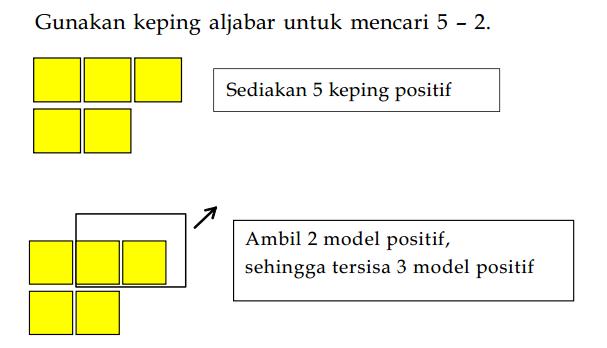 Gunakan keping aljabar untuk mencari 5 – 2.
Sediakan 5 keping positif
Ambil 2 model positif,
sehingga tersisa 3 model positif